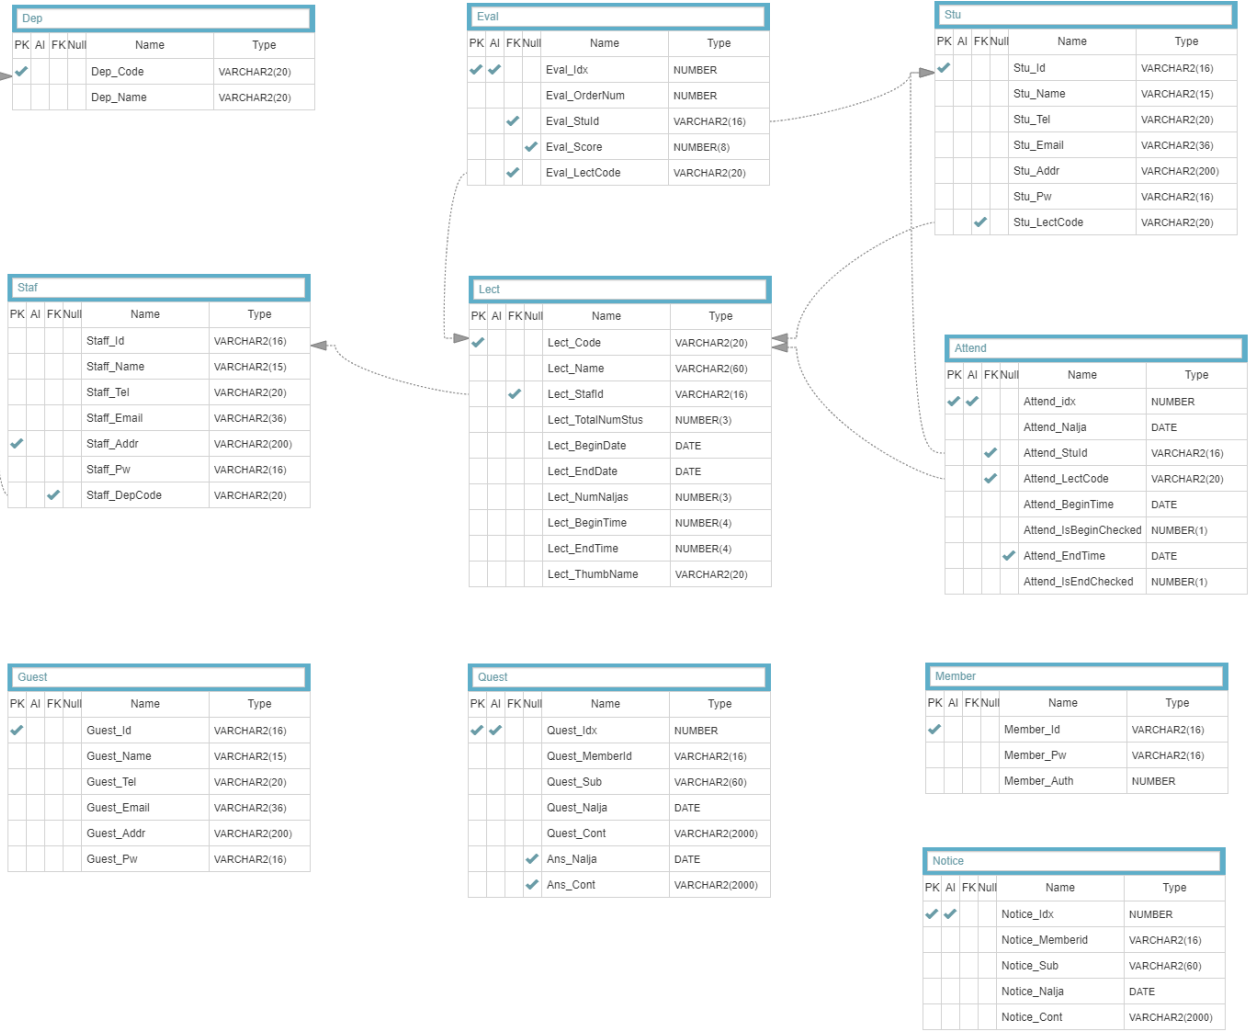 Dep
PK AI FK Null Name Type
Dep_Code VARCHAR2(20)
Dep_Name VARCHAR2(20)
Eval
PK AI FK Null Name Type
Eval_Idx NUMBER
Eval_OrderNum NUMBER
Eval_StuId VARCHAR2(16)
Eval_Score NUMBER(8)
Eval_LectCode VARCHAR2(20)
Stu
PK AI FK Null Name Type
Stu_Id VARCHAR2(16)
Stu_Name VARCHAR2(15)
Stu_Tel VARCHAR2(20)
Stu_Email VARCHAR2(36)
Stu_Addr VARCHAR2(200)
Stu_Pw VARCHAR2(16)
Stu_LectCode VARCHAR2(20)
Staf
PK AI FK Null Name Type
Staff_Id VARCHAR2(16)
Staff_Name VARCHAR2(15)
Staff_Tel VARCHAR2(20)
Staff_Email VARCHAR2(36)
Staff_Addr VARCHAR2(200)
Staff_Pw VARCHAR2(16)
Staff_DepCode VARCHAR2(20)
Lect
PK AI FK Null Name Type
Lect_Code VARCHAR2(20)
Lect_Name VARCHAR2(60)
Lect_StafId VARCHAR2(16)
Lect_TotalNumStus NUMBER(3)
Lect_BeginDate DATE
Lect_EndDate DATE
Lect_NumNaljas NUMBER(3)
Lect_BeginTime NUMBER(4)
Lect_EndTime NUMBER(4)
Lect_ThumbName VARCHAR2(20)
Attend
PK AI FK Null Name Type
Attend_idx NUMBER
Attend_Nalja DATE
Attend_StuId VARCHAR2(16)
Attend_LectCode VARCHAR2(20)
Attend_BeginTime DATE
Attend_IsBeginChecked NUMBER(1)
Attend_EndTime DATE
Attend_IsEndChecked NUMBER(1)
Guest
PK AI FK Null Name Type
Guest_Id VARCHAR2(16)
Guest_Name VARCHAR2(15)
Guest_Tel VARCHAR2(20)
Guest_Email VARCHAR2(36)
Guest_Addr VARCHAR2(200)
Guest_Pw VARCHAR2(16)
Quest
PK AI FK Null Name Type
Quest_Idx NUMBER
Quest_MemberId VARCHAR2(16)
Quest_Sub VARCHAR2(60)
Quest_Nalja DATE
Quest_Cont VARCHAR2(2000)
Ans_Nalja DATE
Ans_Cont VARCHAR2(2000)
Member
PK AI FK Null Name Type
Member_Id VARCHAR2(16)
Member_Pw VARCHAR2(16)
Member_Auth NUMBER
Notice
PK AI FK Null Name Type
Notice_Idx NUMBER
Notice_Memberid VARCHAR2(16)
Notice_Sub VARCHAR2(60)
Notice_Nalja DATE
Notice_Cont VARCHAR2(2000)